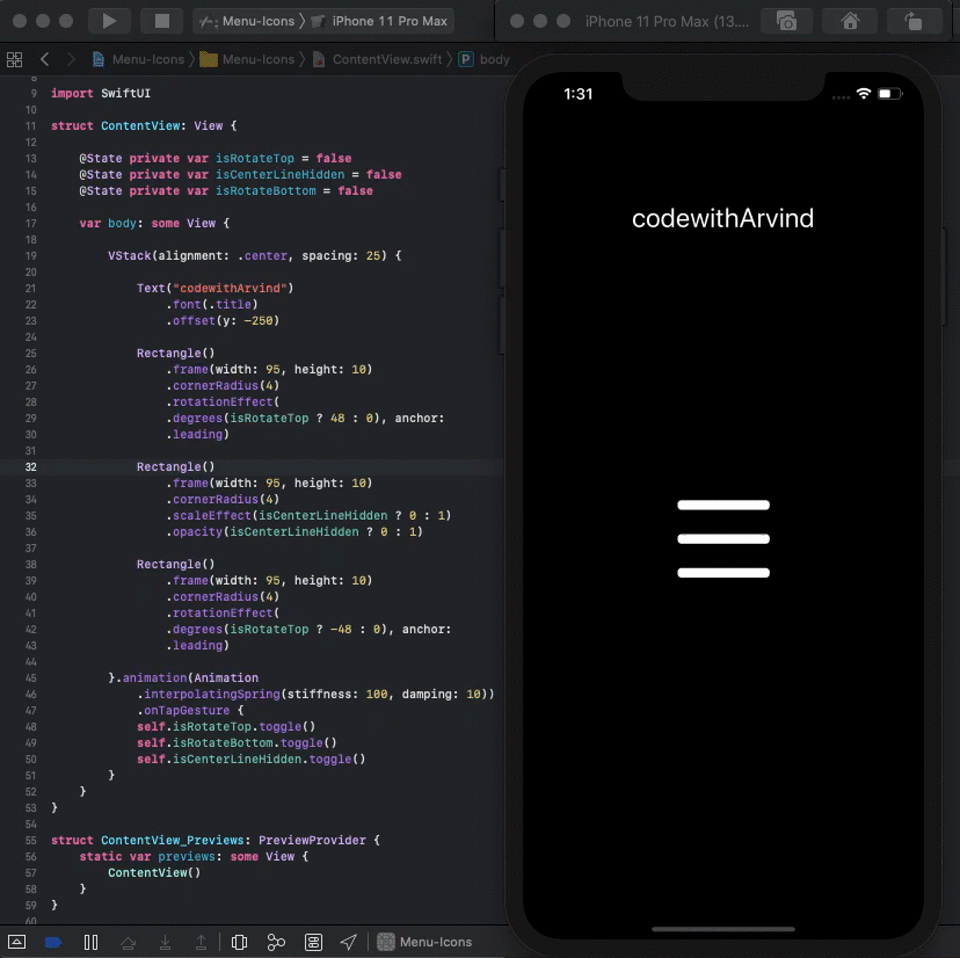 Menu-Icons
iPhone 11 Pro Max
iPhone 11 Pro Max (13....
Menu-Icons
Menu-Icons
ContentView.swift
P body
8
9 import SwiftUI
10
11 struct ContentView: View {
12
13 @State private var isRotateTop = false
14 @State private var isCenterLineHidden = false
15 @State private var isRotateBottom = false
16
17 var body: some View {
18
19 VStack(alignment: .center, spacing: 25) {
20
21 Text("codewithArvind")
22 .font(.title)
23 .offset(y: -250)
24
25 Rectangle()
26 .frame(width: 95, height: 10)
27 .cornerRadius(4)
28 .rotationEffect(
29 .degrees(isRotateTop ? 48 : 0), anchor:
30 .leading)
31
32 Rectangle()
33 .frame(width: 95, height: 10)
34 .cornerRadius(4)
35 .scaleEffect(isCenterLineHidden ? 0 : 1)
36 .opacity(isCenterLineHidden ? 0 : 1)
37
38 Rectangle()
39 .frame(width: 95, height: 10)
40 .cornerRadius(4)
41 .rotationEffect(
42 .degrees(isRotateTop ? -48 : 0), anchor:
43 .leading)
44
45 }.animation(Animation
46 .interpolatingSpring(stiffness: 100, damping: 10))
47 .onTapGesture {
48 self.isRotateTop.toggle()
49 self.isRotateBottom.toggle()
50 self.isCenterLineHidden.toggle()
51 }
52 }
53 }
54
55 struct ContentView_Previews: PreviewProvider {
56 static var previews: some View {
57 ContentView()
58 }
59 }
60
Menu-Icons
1:31
codewithArvind